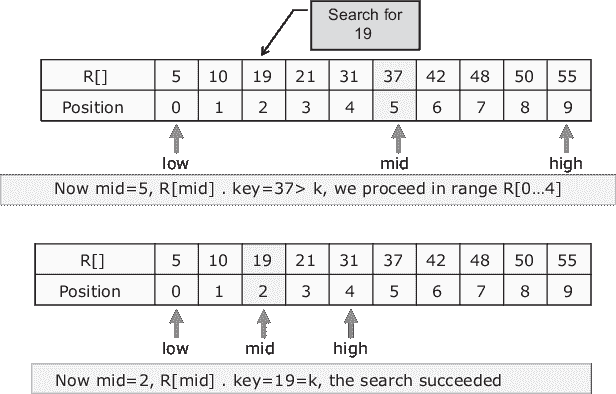 Search for
19
R[] 5 10 19 21 31 37 42 48 50 55
Position 0 1 2 3 4 5 6 7 8 9
low mid high
Now mid=5, R[mid] . key=37> k, we proceed in range R[0...4]
R[] 5 10 19 21 31 37 42 48 50 55
Position 0 1 2 3 4 5 6 7 8 9
low mid high
Now mid=2, R[mid] . key=19=k, the search succeeded